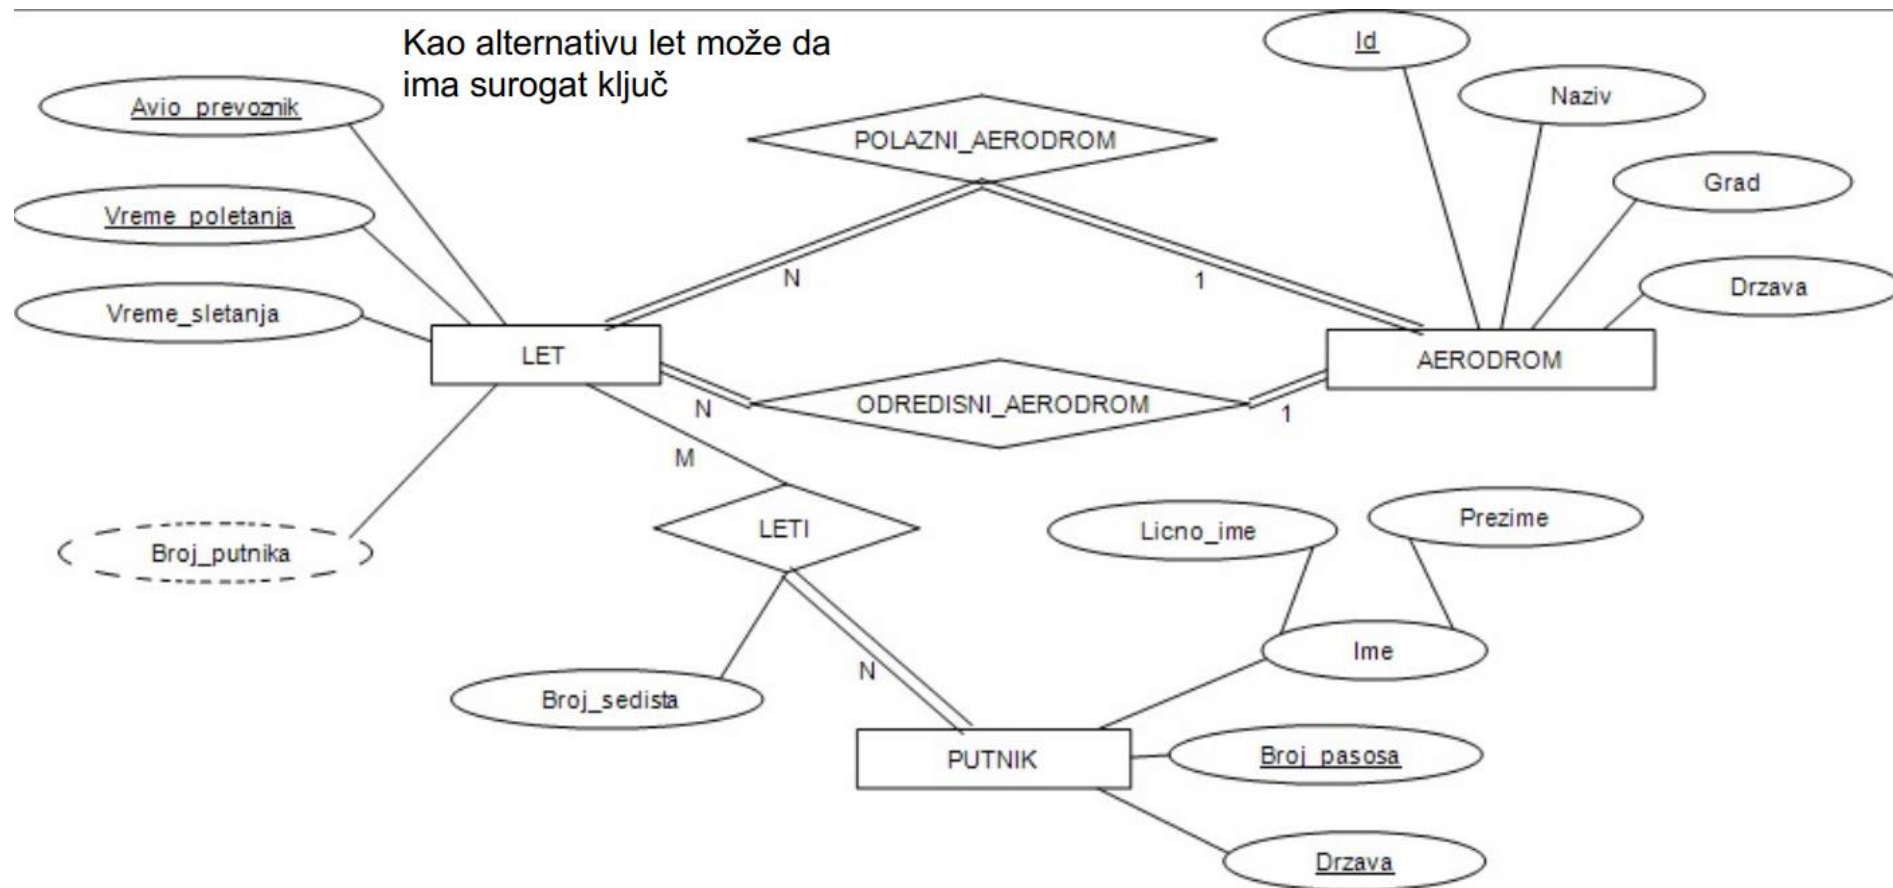 Kao alternativu let može da
ima surogat ključ
Id
Avio_prevoznik
Naziv
POLAZNI_AERODROM
Grad
Vreme_poletanja
Drzava
N
1
Vreme_sletanja
LET
AERODROM
N
ODREDISNI_AERODROM
1
M
LETI
Licno_ime
Prezime
Broj_putnika
Ime
N
Broj_sedista
PUTNIK
Broj_pasosa
Drzava